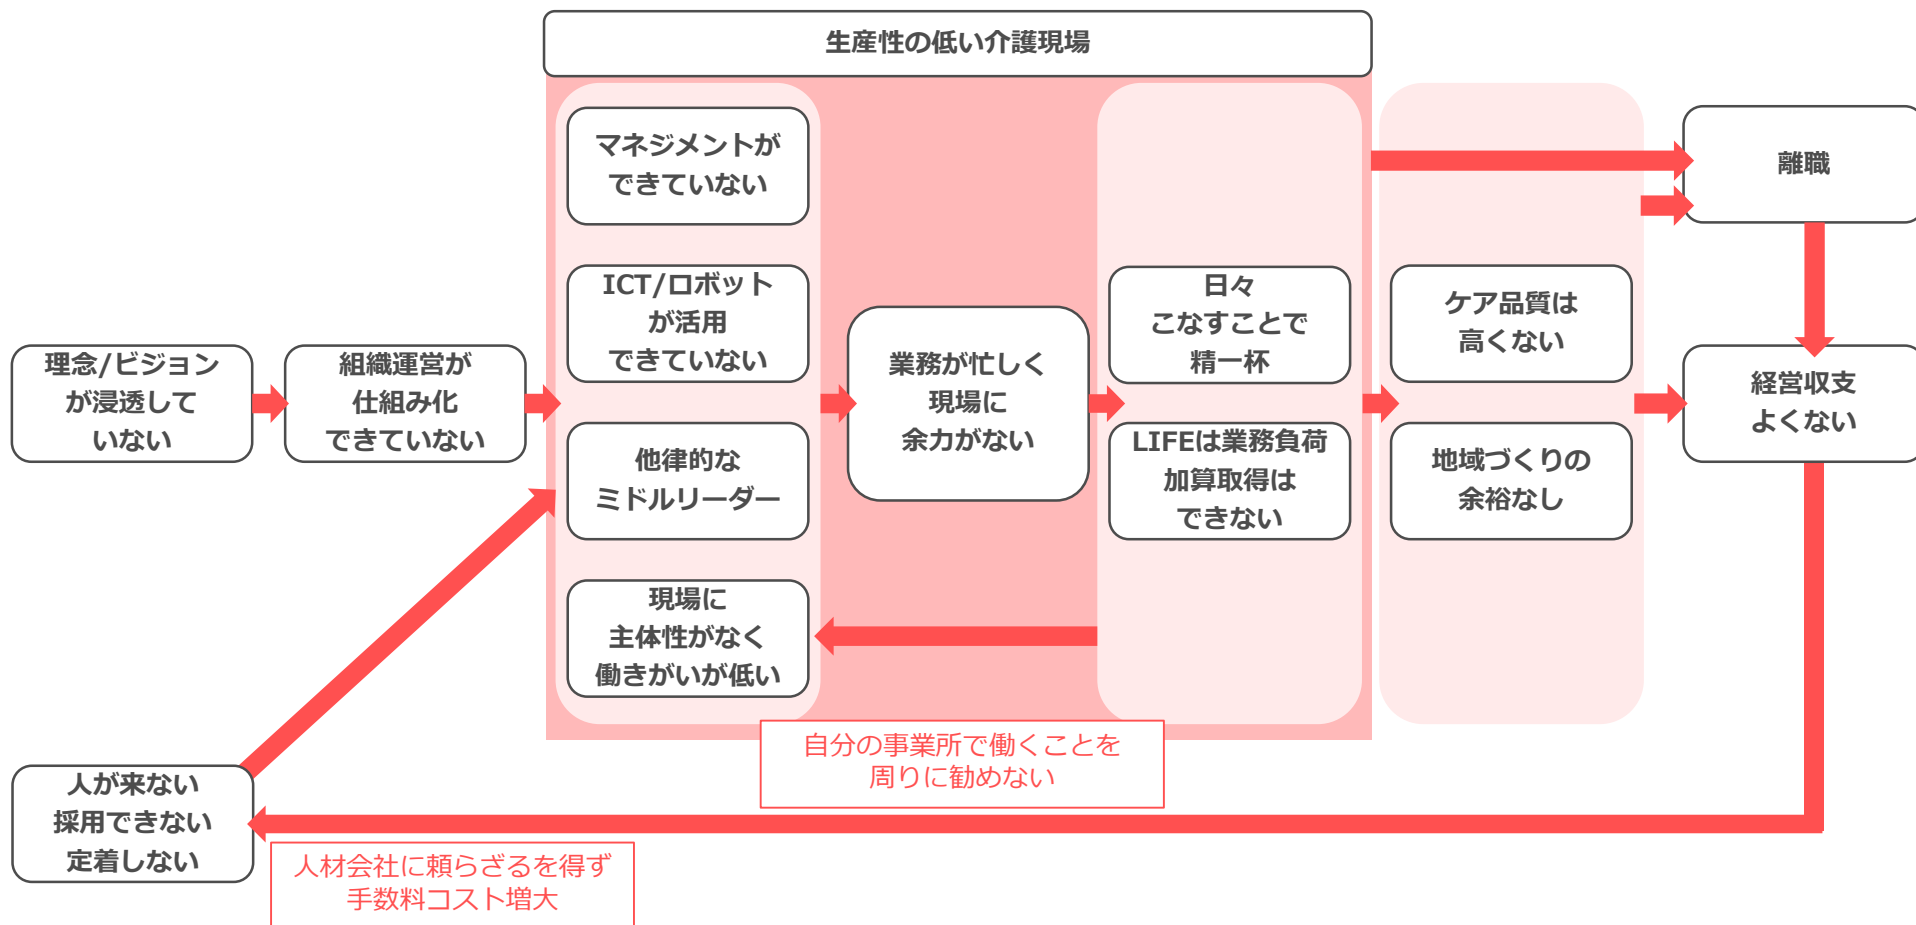 生産性の低い介護現場
理念/ビジョン
が浸透して
いない
組織運営が
仕組み化
できていない
マネジメントが
できていない
ICT/ロボット
が活用
できていない
他律的な
ミドルリーダー
現場に
主体性がなく
働きがいが低い
業務が忙しく
現場に
余力がない
日々
こなすことで
精一杯
LIFEは業務負荷
加算取得は
できない
ケア品質は
高くない
地域づくりの
余裕なし
離職
経営収支
よくない
自分の事業所で働くことを
周りに勧めない
人が来ない
採用できない
定着しない
人材会社に頼らざるを得ず
手数料コスト増大